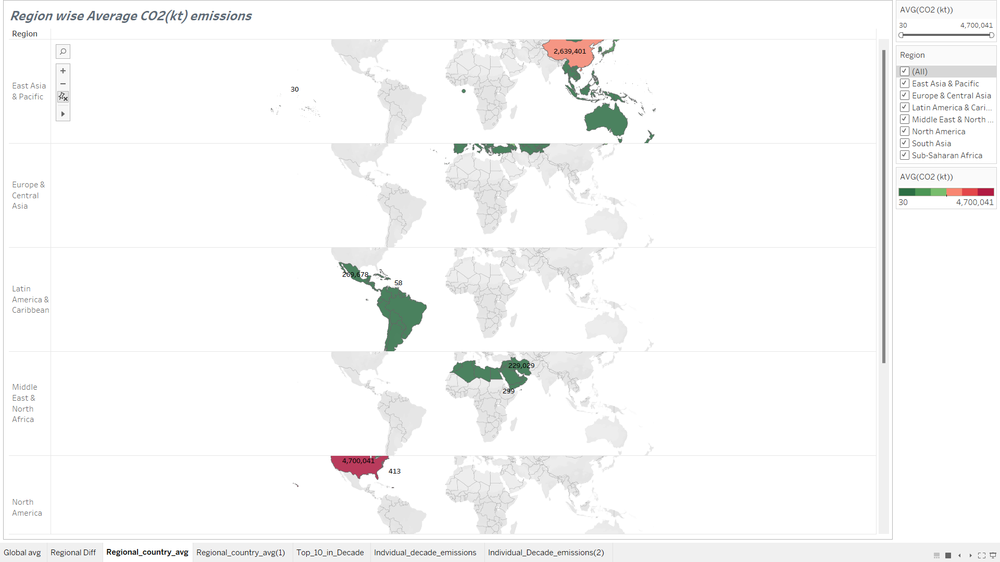 Region wise Average CO2(kt) emissions
Region
East Asia
& Pacific
30
2,639,401
Europe &
Central
Asia
Latin
America &
Caribbean
269,678
58
Middle
East &
North
Africa
229,029
299
North
America
4,700,041
413
AVG(CO2 (kt))
30 4,700,041
Region
(All)
East Asia & Pacific
Europe & Central Asia
Latin America & Cari...
Middle East & North ...
North America
South Asia
Sub-Saharan Africa
AVG(CO2 (kt))
30 4,700,041
Global avg Regional Diff Regional_country_avg Regional_country_avg(1) Top_10_in_Decade Indvidual_decade_emissions Individual_Decade_emissions(2)